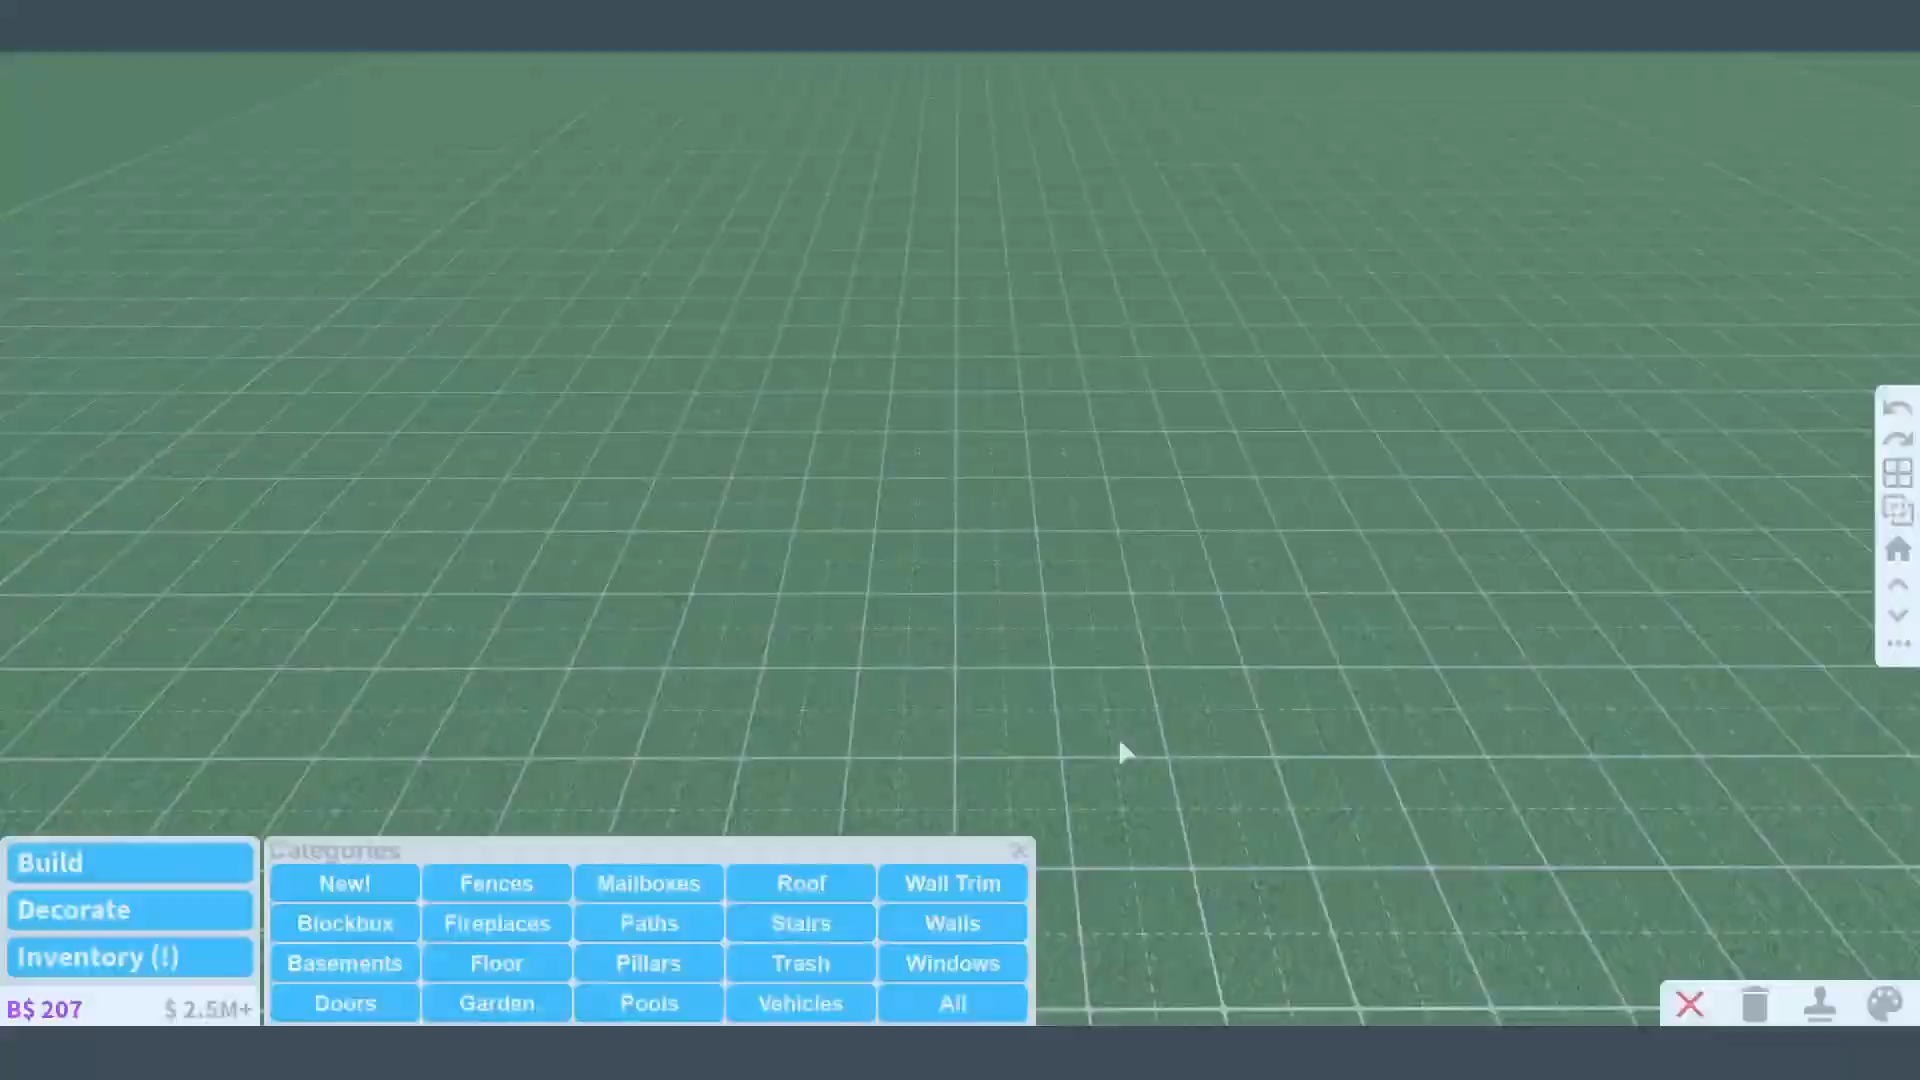 Categories
New! Fences Mailboxes Roof Wall Trim
Blockbux Fireplaces Paths Stairs Walls
Basements Floor Pillars Trash Windows
Doors Garden Pools Vehicles All
Build
Decorate
Inventory (!)
B$ 207 $ 2.5M+